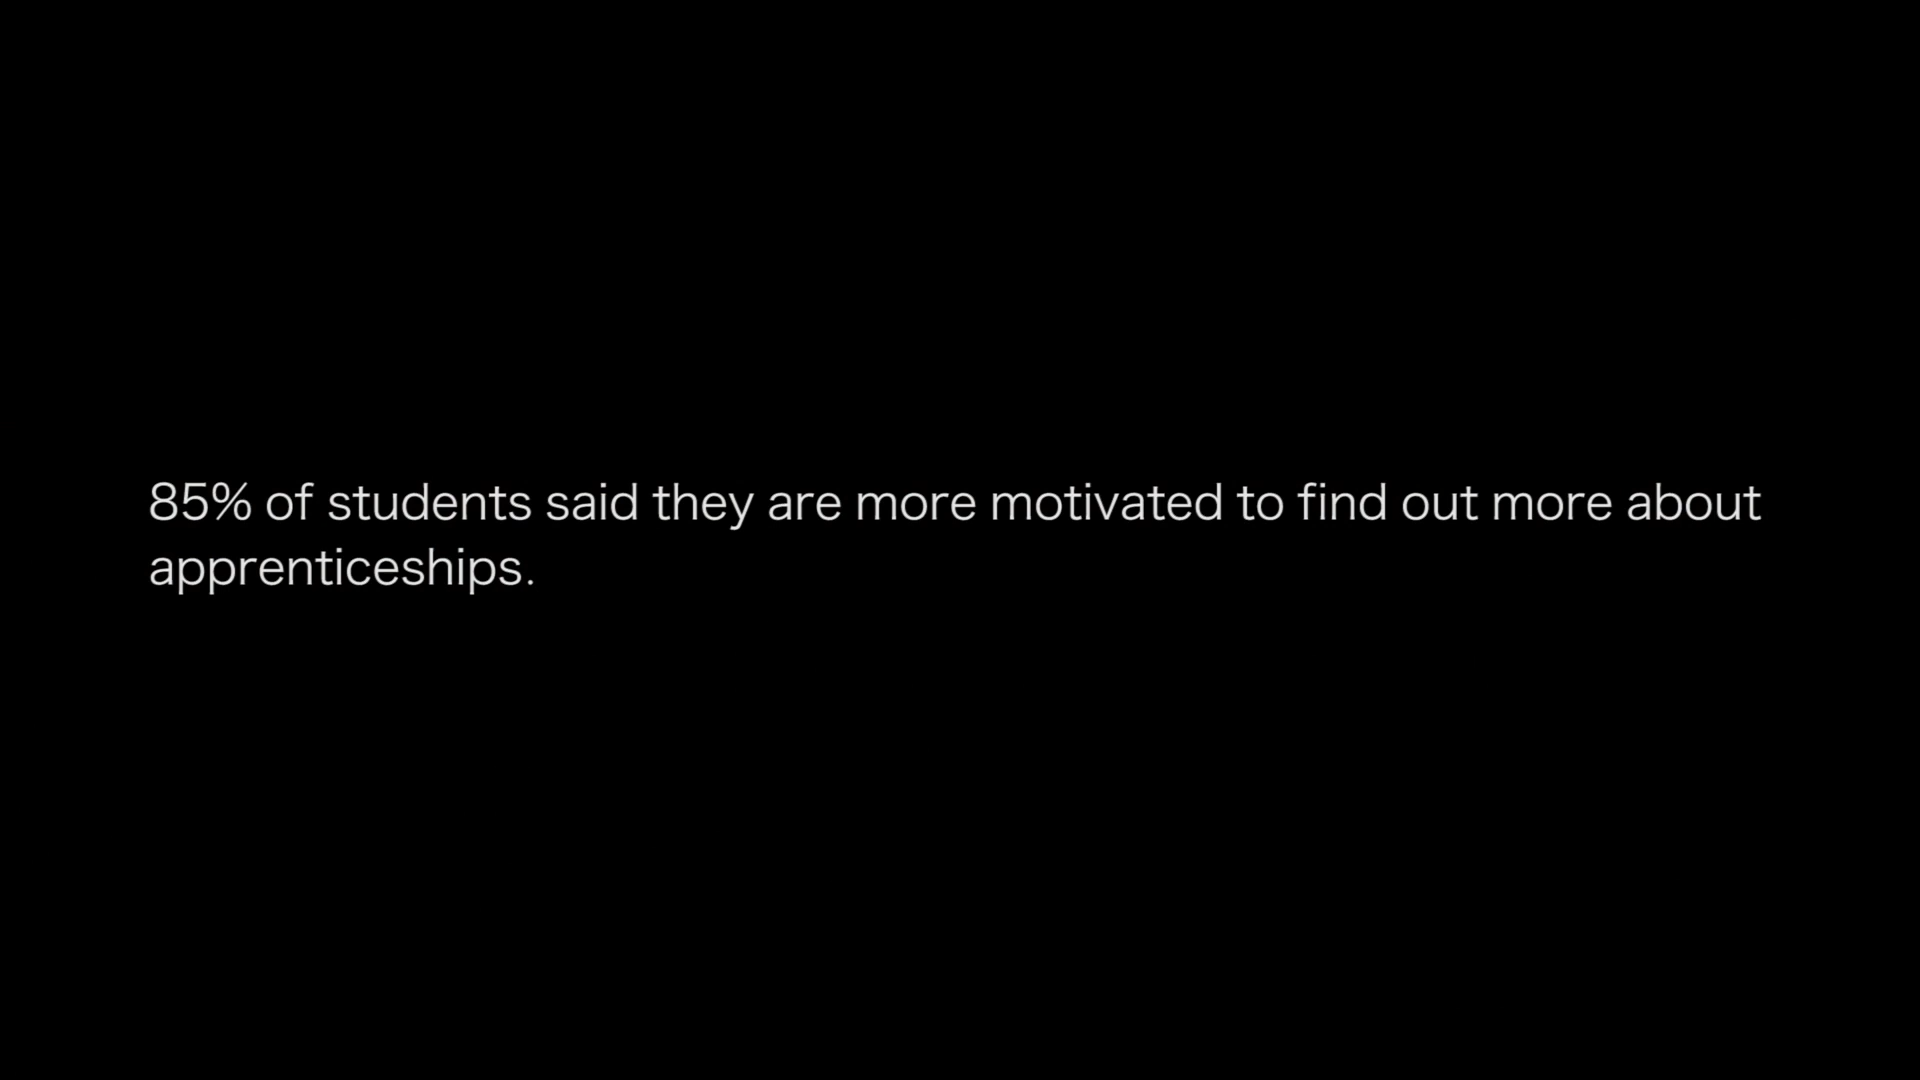 85% of students said they are more motivated to find out more about
apprenticeships.